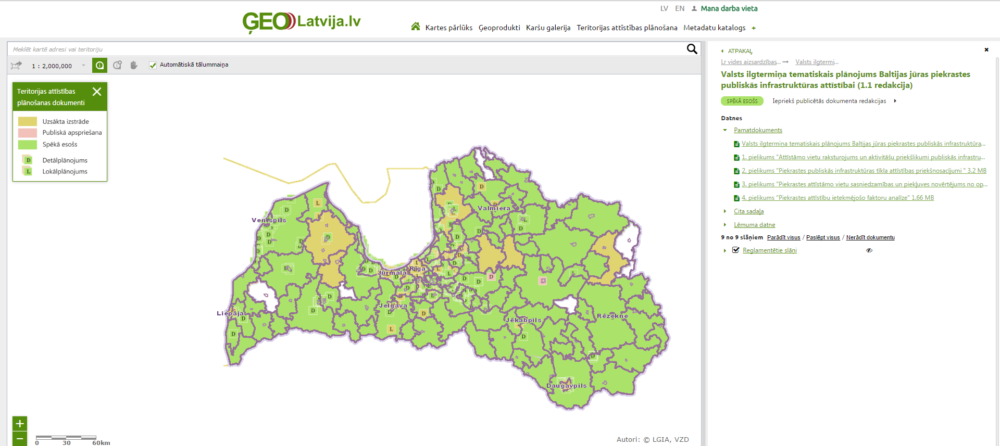 LV EN Mana darba vieta
ĢEO Latvija.lv
Kartes pārlūks Ģeoprodukti Karšu galerija Teritorijas attīstības plānošana Metadatu katalogs +
Meklēt kartē adresi vai teritoriju
1 : 2,000,000 Automātiskā tālummaiņa
Teritorijas attīstības
plānošanas dokumenti
Uzsākta izstrāde
Publiskā apspriešana
Spēkā esošs
D Detālplānojums
L Lokālplānojums
Valmiera
Ventspils
Rīga
Jūrmala
Jelgava
Liepāja
Jēkabpils
Rēzekne
Daugavpils
+
−
0 30 60km
Autori: © LGIA, VZD
ATPAKAĻ
Lr vides aizsardzības... Valsts ilgtermi...
Valsts ilgtermiņa tematiskais plānojums Baltijas jūras piekrastes
publiskās infrastruktūras attīstībai (1.1 redakcija)
SPĒKĀ ESOŠS Iepriekš publicētās dokumenta redakcijas
Datnes
Pamatdokuments
Valsts ilgtermiņa tematiskais plānojums Baltijas jūras piekrastes publiskās infrastruktūra...
1. pielikums "Attīstāmo vietu raksturojums un aktivitāšu priekšlikumi publiskās infrastru...
2. pielikums "Piekrastes publiskās infrastruktūras tīkla attīstības priekšnosacījumi " 3.2 MB
3. pielikums "Piekrastes attīstāmo vietu sasniedzamības un piekļuves novērtējums no op...
4. pielikums "Piekrastes attīstību ietekmējošo faktoru analīze" 1.66 MB
Cita sadaļa
Lēmuma datne
9 no 9 slāņiem Parādīt visus / Paslēpt visus / Nerādīt dokumentu
Reglamentētie slāņi